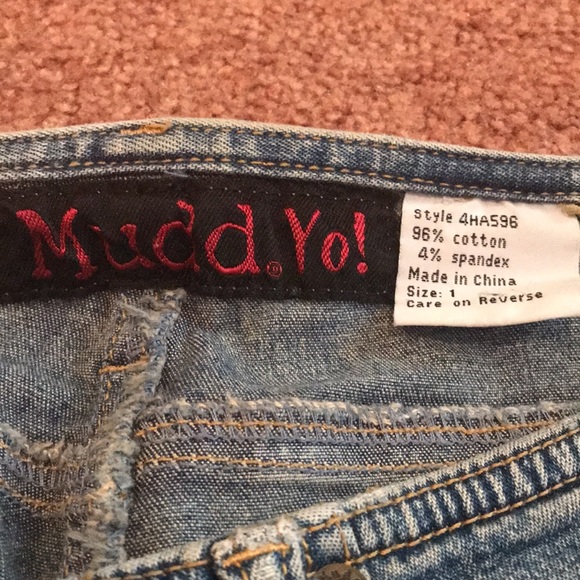 Mudd. Yo!
Style 4HA596
96% cotton
4% spandex
Made in China
Size: 1
Care on Reverse